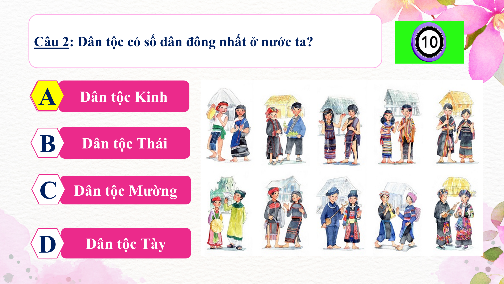 Câu 2: Dân tộc có số dân đông nhất ở nước ta?
10
A Dân tộc Kinh
B Dân tộc Thái
C Dân tộc Mường
D Dân tộc Tày